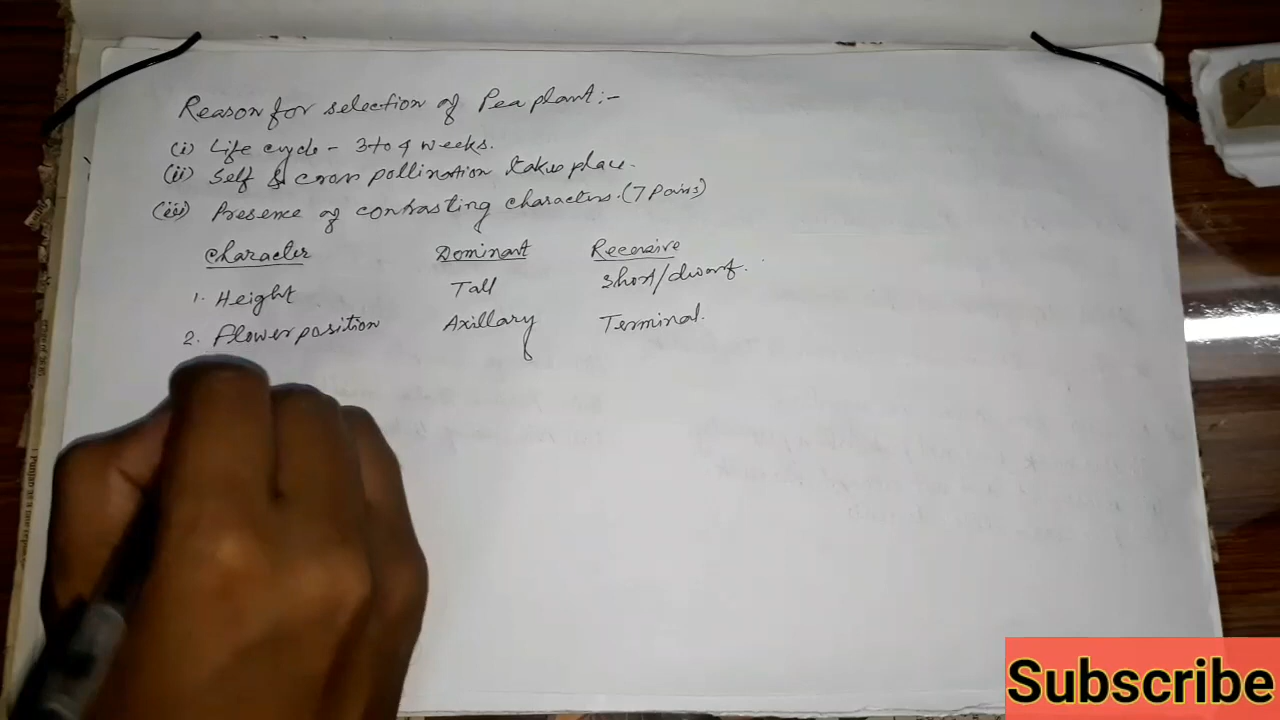 Reason for selection of Pea plant:-
(i) Life cycle - 3 to 4 weeks.
(ii) Self & cross pollination takes place.
(iii) Presence of contrasting characters. (7 Pairs)
Character Dominant Recessive
1. Height Tall Short/dwarf.
2. Flower position Axillary Terminal.
Subscribe